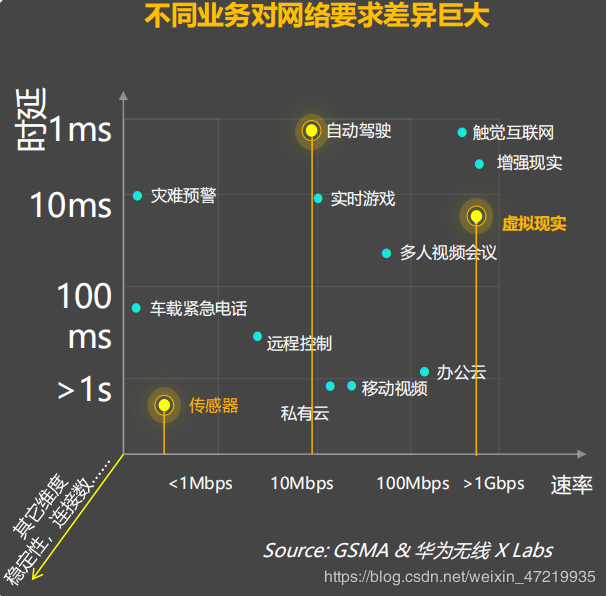 不同业务对网络要求差异巨大
时延
1ms
自动驾驶
触觉互联网
增强现实
10ms
灾难预警
实时游戏
虚拟现实
多人视频会议
100
ms
车载紧急电话
远程控制
办公云
>1s
移动视频
传感器
私有云
<1Mbps
10Mbps
100Mbps
>1Gbps
速率
其它维度
稳定性，连接数……
Source: GSMA & 华为无线 X Labs
https://blog.csdn.net/weixin_47219935